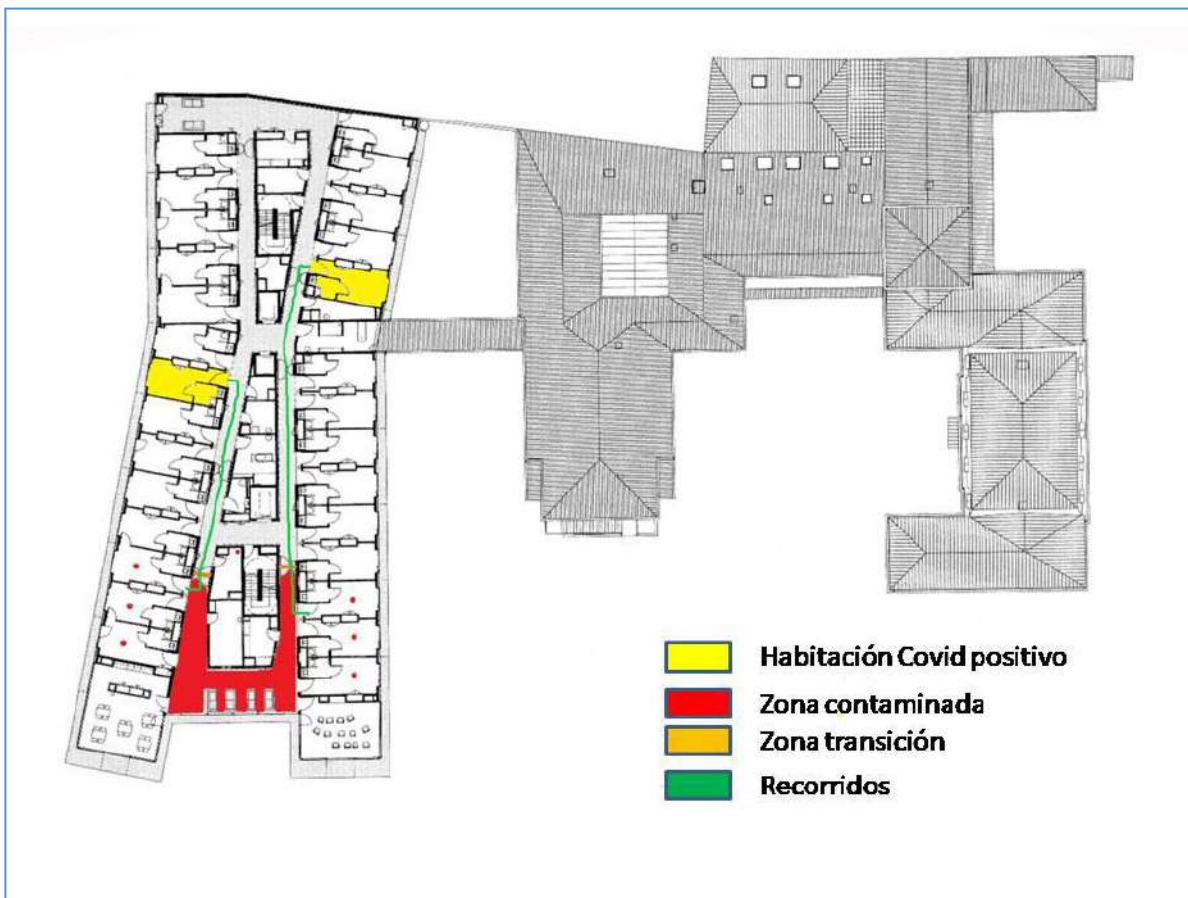 Habitación Covid positivo
Zona contaminada
Zona transición
Recorridos